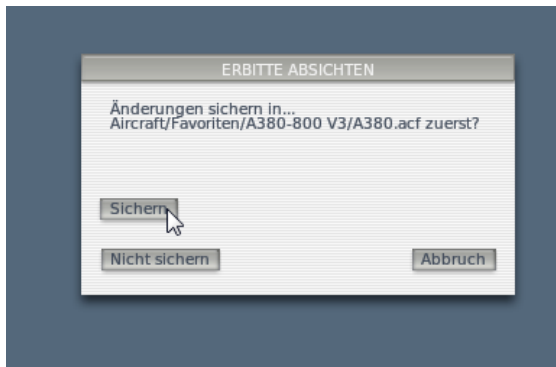 ERBITTE ABSICHTEN
Änderungen sichern in...
Aircraft/Favoriten/A380-800 V3/A380.acf zuerst?
Sichern
Nicht sichern
Abbruch